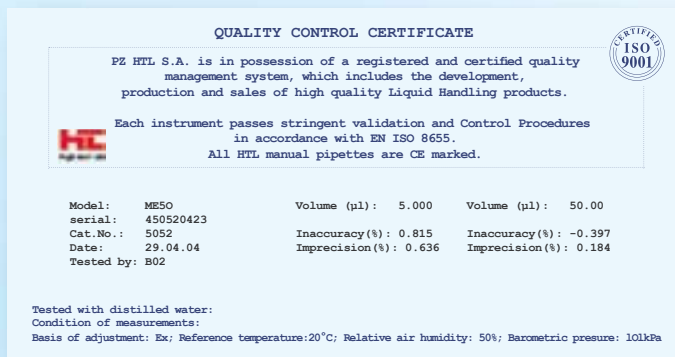 QUALITY CONTROL CERTIFICATE
CERTIFIED
ISO
9001
PZ HTL S.A. is in possession of a registered and certified quality
management system, which includes the development,
production and sales of high quality Liquid Handling products.
Each instrument passes stringent validation and Control Procedures
in accordance with EN ISO 8655.
All HTL manual pipettes are CE marked.
Model: ME5O Volume (µl): 5.000 Volume (µl): 50.00
serial: 450520423
Cat.No.: 5052 Inaccuracy(%): 0.815 Inaccuracy(%): -0.397
Date: 29.04.04 Imprecision(%): 0.636 Imprecision(%): 0.184
Tested by: B02
Tested with distilled water:
Condition of measurements:
Basis of adjustment: Ex; Reference temperature:20°C; Relative air humidity: 50%; Barometric presure: 1O1kPa